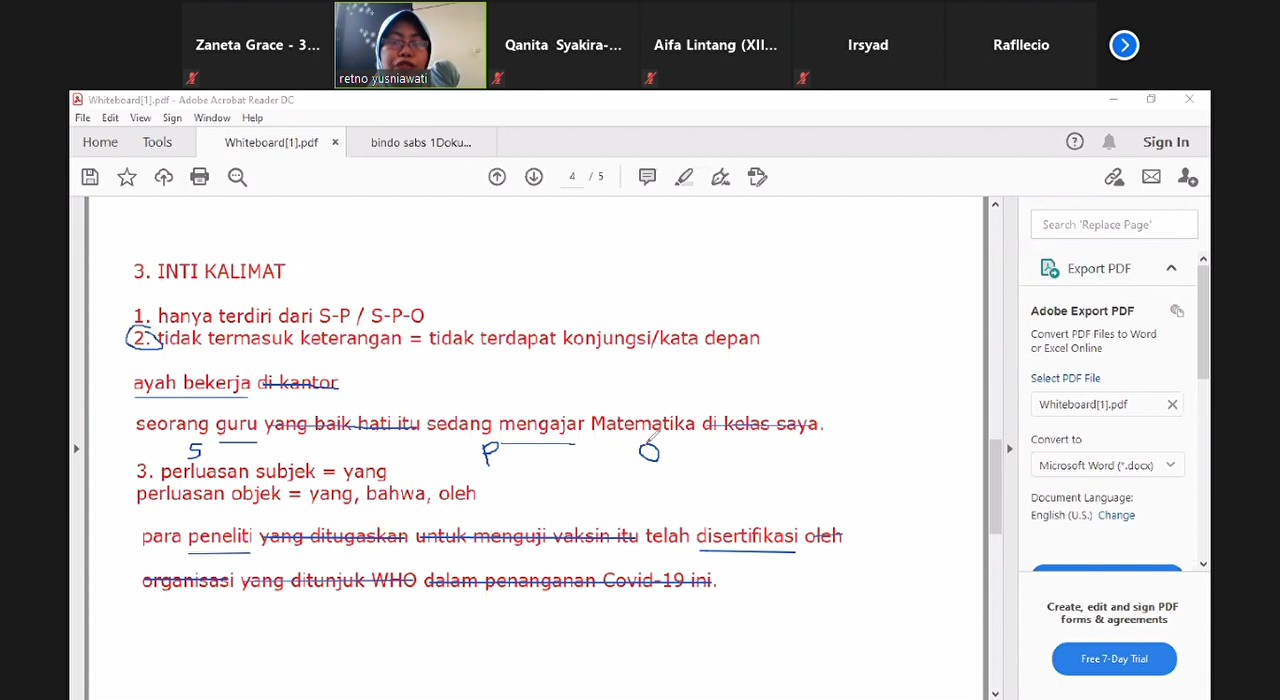 Zaneta Grace - 3...
retno yusniawati
Qanita Syakira-...
Aifa Lintang (XII...
Irsyad
Rafllecio
Whiteboard[1].pdf - Adobe Acrobat Reader DC
File Edit View Sign Window Help
Home Tools Whiteboard[1].pdf × bindo sabs 1Doku... Sign In
4 / 5
Search 'Replace Page'
Export PDF
Adobe Export PDF
Convert PDF Files to Word
or Excel Online
Select PDF File
Whiteboard[1].pdf
Convert to
Microsoft Word (*.docx)
Document Language:
English (U.S.) Change
Create, edit and sign PDF
forms & agreements
Free 7-Day Trial
3. INTI KALIMAT
1. hanya terdiri dari S-P / S-P-O
2. tidak termasuk keterangan = tidak terdapat konjungsi/kata depan
ayah bekerja di kantor
seorang guru yang baik hati itu sedang mengajar Matematika di kelas saya.
S P O
3. perluasan subjek = yang
perluasan objek = yang, bahwa, oleh
para peneliti yang ditugaskan untuk menguji vaksin itu telah disertifikasi oleh
organisasi yang ditunjuk WHO dalam penanganan Covid-19 ini.